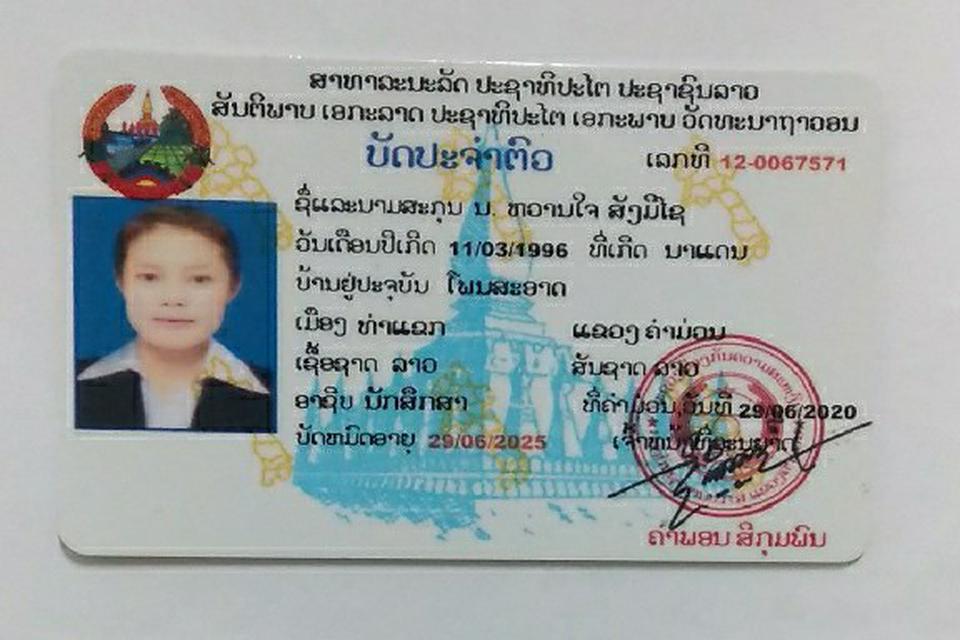 ສາທາລະນະລັດ ປະຊາທິປະໄຕ ປະຊາຊົນລາວ
ສັນຕິພາບ ເອກະລາດ ປະຊາທິປະໄຕ ເອກະພາບ ວັດທະນາຖາວອນ
ບັດປະຈຳຕົວ
ເລກທີ 12-0067571
ຊື່ແລະນາມສະກຸນ ນ. ຫວານໃຈ ສັງມີໄຊ
ວັນເດືອນປີເກີດ 11/03/1996 ທີ່ເກີດ ນາແດນ
ບ້ານຢູ່ປະຈຸບັນ ໂພນສະອາດ
ເມືອງ ທ່າແຂກ ແຂວງ ຄຳມ່ວນ
ເຊື້ອຊາດ ລາວ ສັນຊາດ ລາວ
ອາຊີບ ນັກສຶກສາ ທີ່ຄຳມ່ວນ,ວັນທີ 29/06/2020
ບັດຫມົດອາຍຸ 29/06/2025 ເຈົ້າຫນ້າທີ່ອະນຸຍາດ
ຄຳພອນ ສີກຸມພົນ